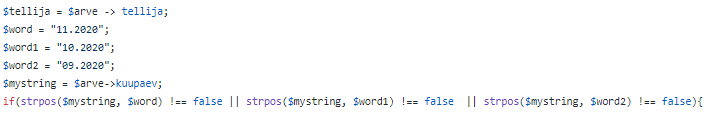 $tellija = $arve -> tellija;
$word = "11.2020";
$word1 = "10.2020";
$word2 = "09.2020";
$mystring = $arve->kuupaev;
if(strpos($mystring, $word) !== false || strpos($mystring, $word1) !== false  || strpos($mystring, $word2) !== false){